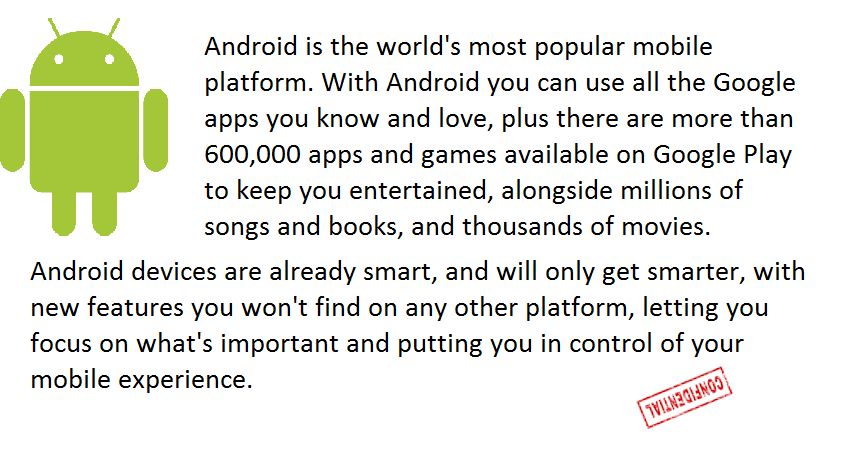 Android is the world's most popular mobile
platform. With Android you can use all the Google
apps you know and love, plus there are more than
600,000 apps and games available on Google Play
to keep you entertained, alongside millions of
songs and books, and thousands of movies.
Android devices are already smart, and will only get smarter, with
new features you won't find on any other platform, letting you
focus on what's important and putting you in control of your
mobile experience.
CONFIDENTIAL